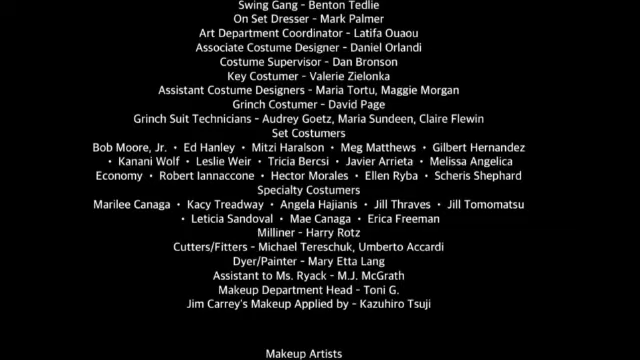 Swing Gang - Benton Tedlie
On Set Dresser - Mark Palmer
Art Department Coordinator - Latifa Ouaou
Associate Costume Designer - Daniel Orlandi
Costume Supervisor - Dan Bronson
Key Costumer - Valerie Zielonka
Assistant Costume Designers - Maria Tortu, Maggie Morgan
Grinch Costumer - David Page
Grinch Suit Technicians - Audrey Goetz, Maria Sundeen, Claire Flewin
Set Costumers
Bob Moore, Jr. • Ed Hanley • Mitzi Haralson • Meg Matthews • Gilbert Hernandez
• Kanani Wolf • Leslie Weir • Tricia Bercsi • Javier Arrieta • Melissa Angelica
Economy • Robert Iannaccone • Hector Morales • Ellen Ryba • Scheris Shephard
Specialty Costumers
Marilee Canaga • Kacy Treadway • Angela Hajianis • Jill Thraves • Jill Tomomatsu
• Leticia Sandoval • Mae Canaga • Erica Freeman
Milliner - Harry Rotz
Cutters/Fitters - Michael Tereschuk, Umberto Accardi
Dyer/Painter - Mary Etta Lang
Assistant to Ms. Ryack - M.J. McGrath
Makeup Department Head - Toni G.
Jim Carrey's Makeup Applied by - Kazuhiro Tsuji
Makeup Artists